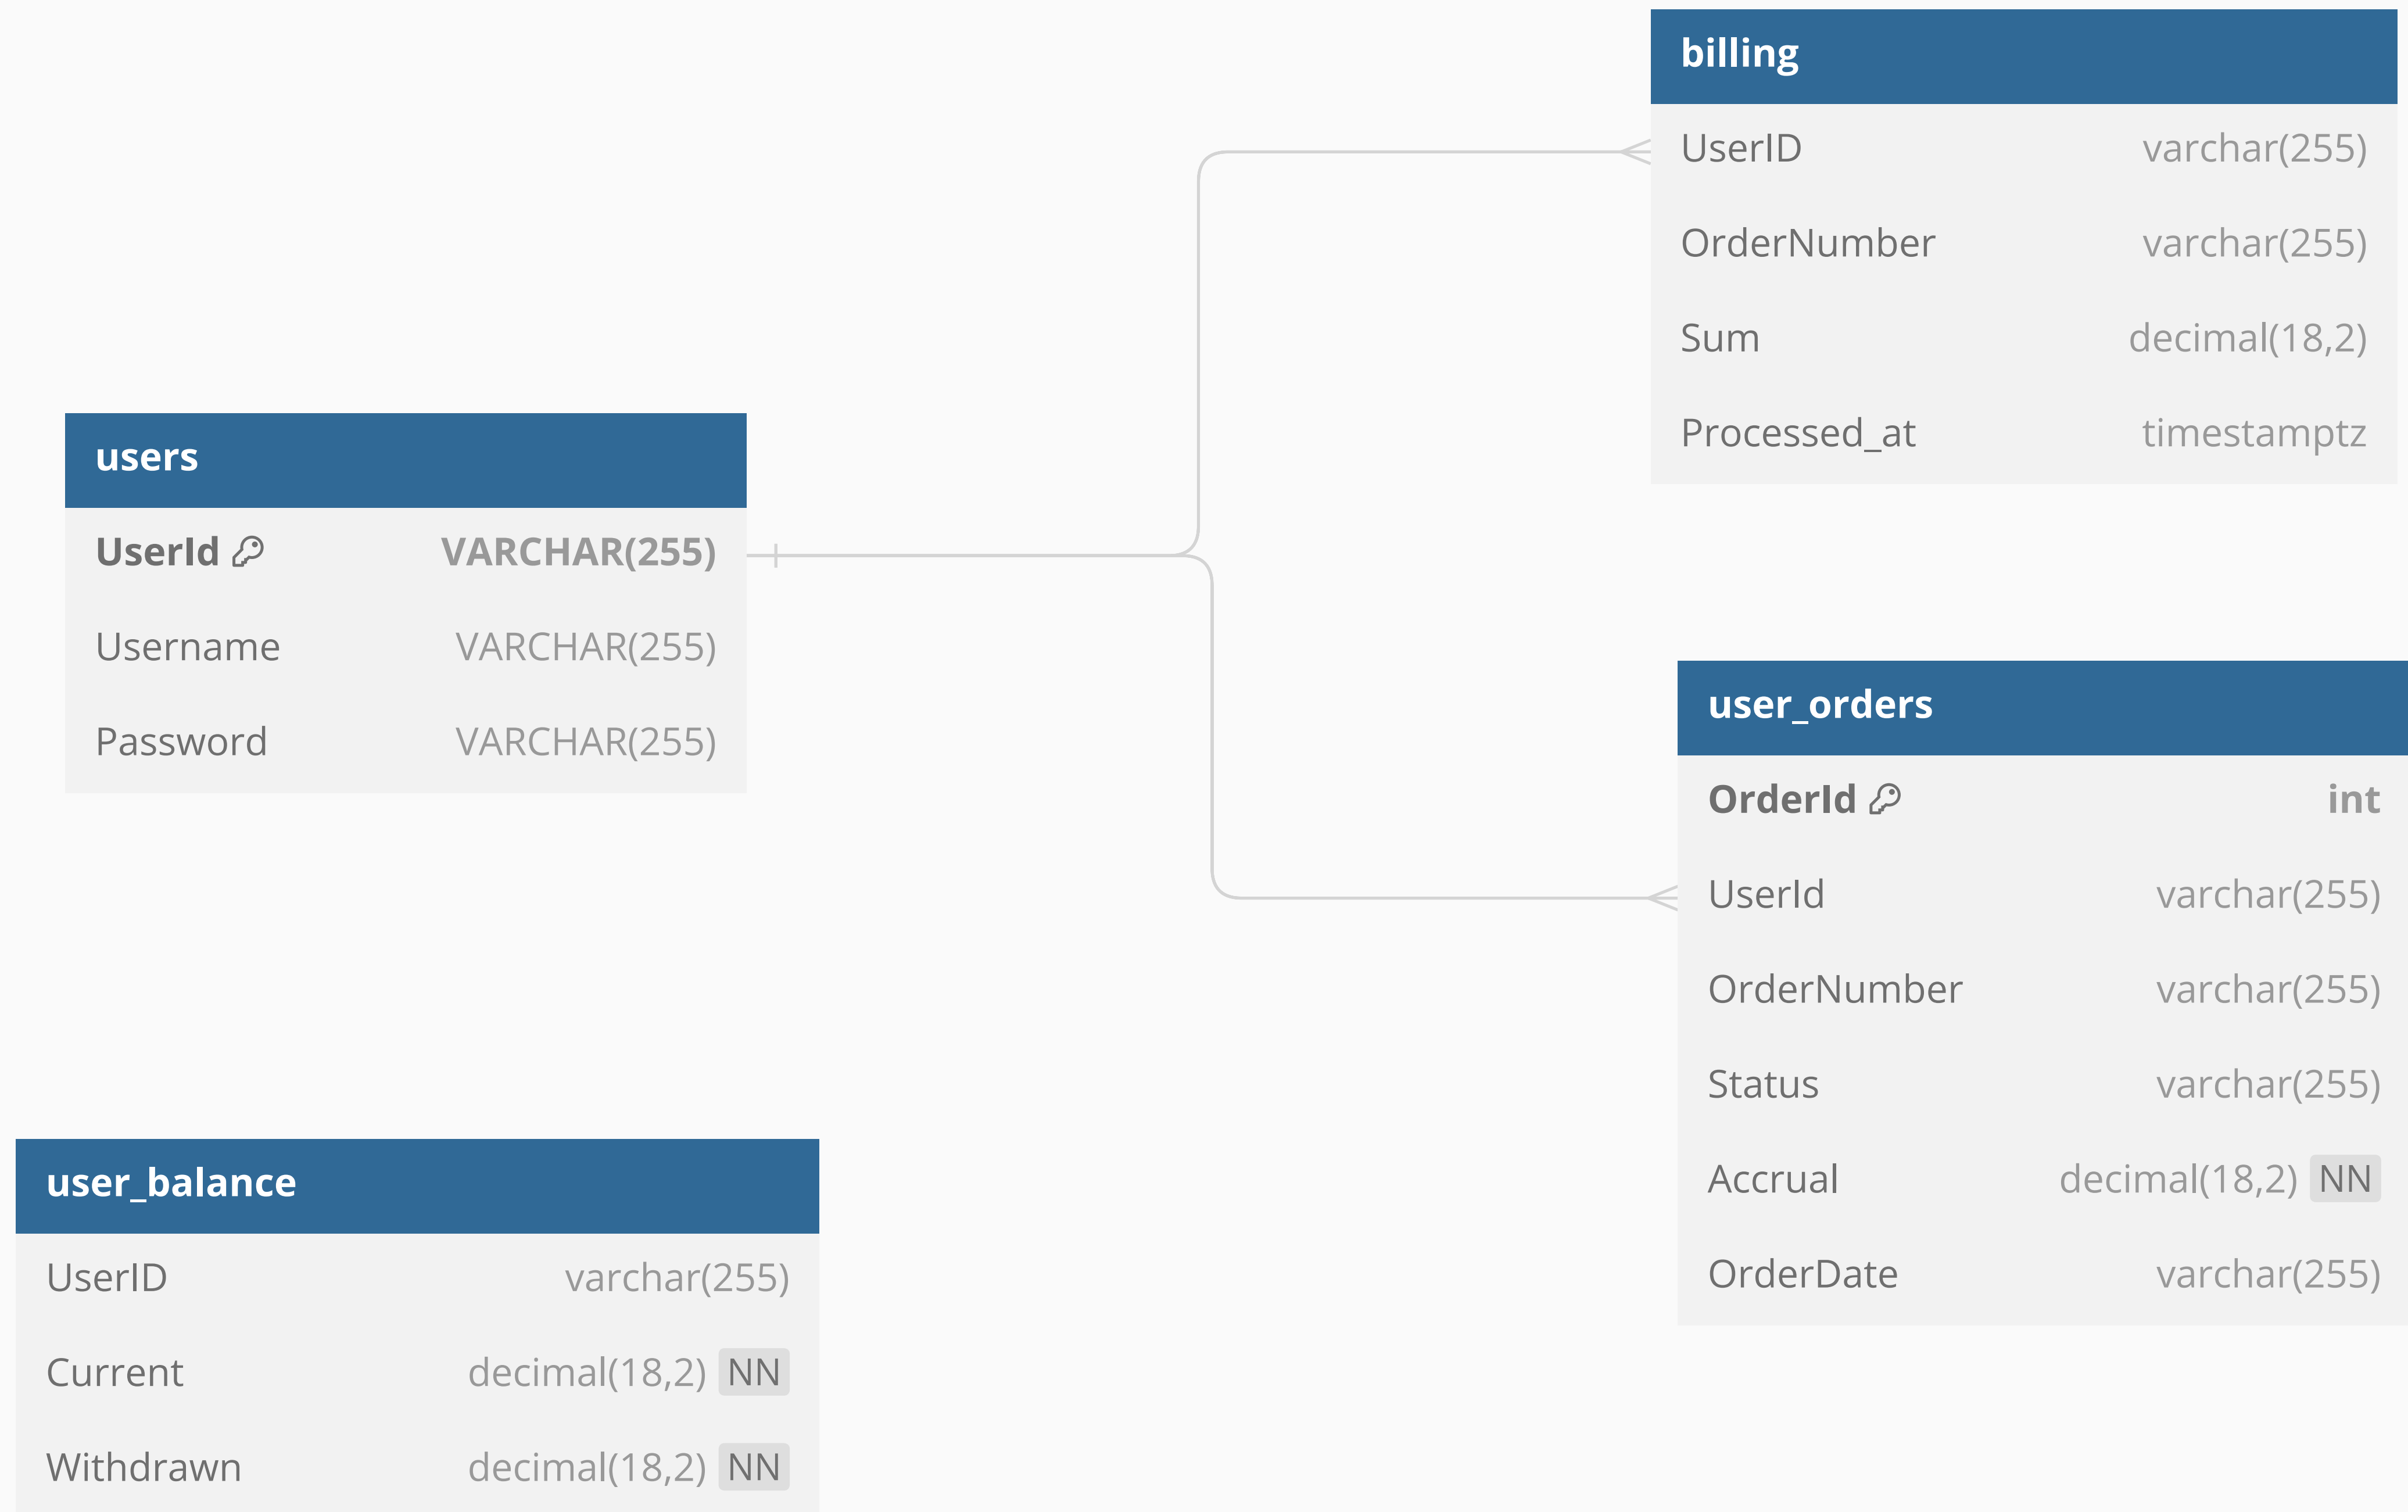 billing
UserID varchar(255)
OrderNumber varchar(255)
Sum decimal(18,2)
Processed_at timestamptz
users
UserId VARCHAR(255)
Username VARCHAR(255)
Password VARCHAR(255)
user_orders
OrderId int
UserId varchar(255)
OrderNumber varchar(255)
Status varchar(255)
Accrual decimal(18,2) NN
OrderDate varchar(255)
user_balance
UserID varchar(255)
Current decimal(18,2) NN
Withdrawn decimal(18,2) NN